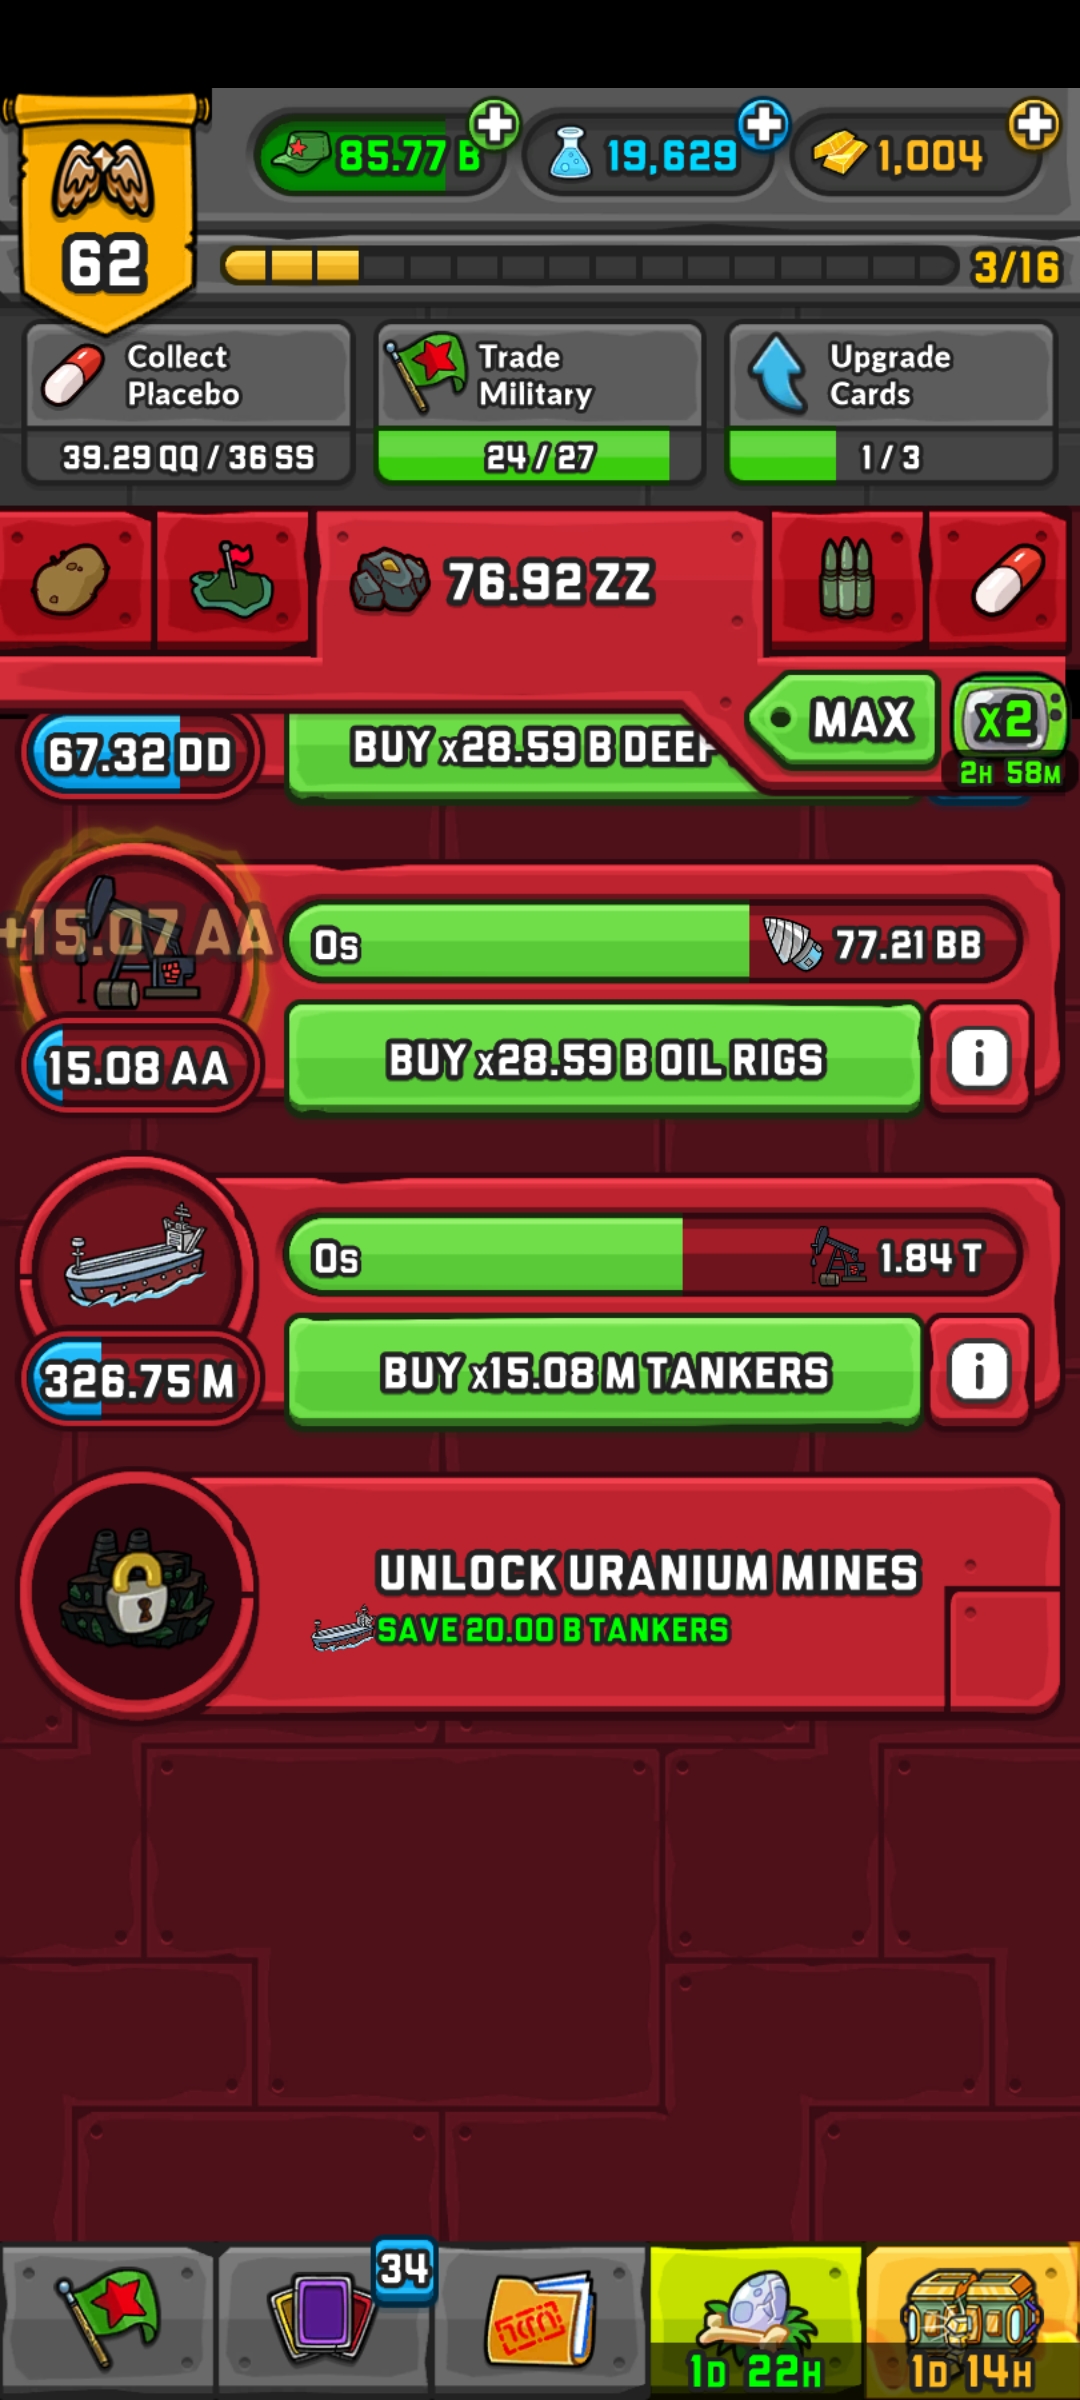 85.77 B
19,629
1,004
62
3/16
Collect
Placebo
Trade
Military
Upgrade
Cards
39.29 QQ / 36 SS
24 / 27
1 / 3
76.92 ZZ
MAX
x2
2H 58M
67.32 DD
BUY x28.59 B DEEP
+15.07 AA
0s
77.21 BB
15.08 AA
BUY x28.59 B OIL RIGS
i
0s
1.84 T
326.75 M
BUY x15.08 M TANKERS
i
UNLOCK URANIUM MINES
SAVE 20.00 B TANKERS
34
1D 22H
1D 14H